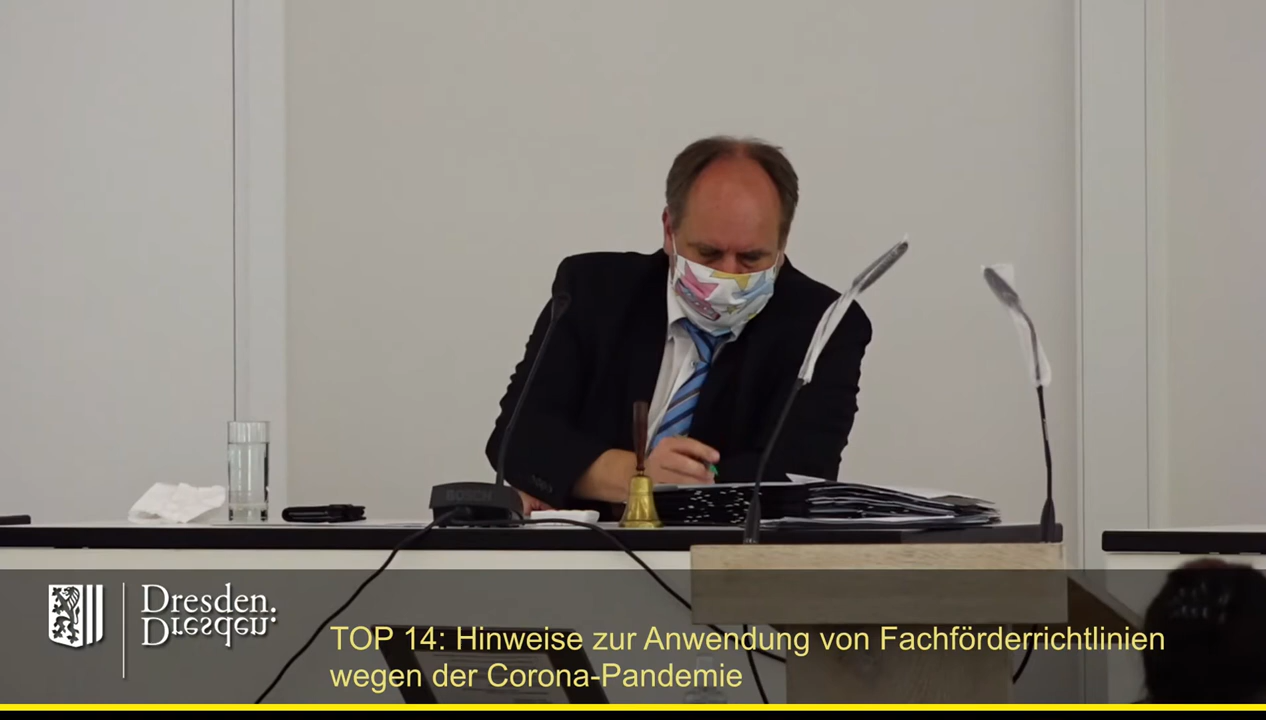 BOSCH
Dresden.
Dresden.
TOP 14: Hinweise zur Anwendung von Fachförderrichtlinien
wegen der Corona-Pandemie